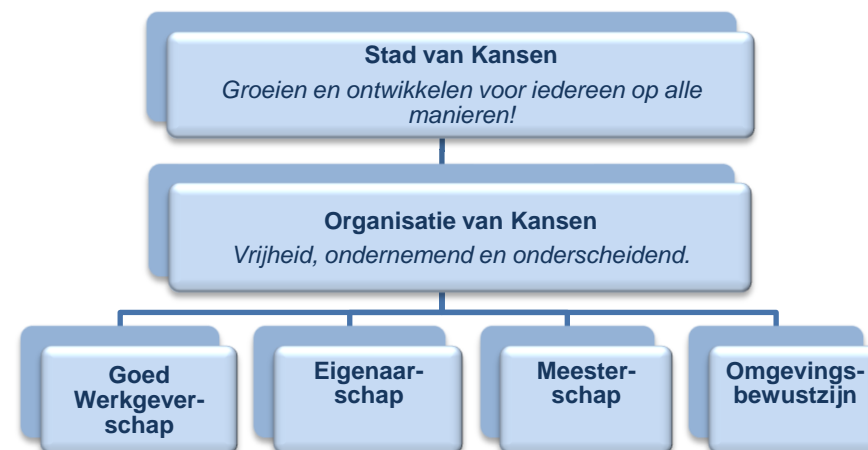 Stad van Kansen
Groeien en ontwikkelen voor iedereen op alle
manieren!
Organisatie van Kansen
Vrijheid, ondernemend en onderscheidend.
Goed
Werkgever-
schap
Eigenaar-
schap
Meester-
schap
Omgevings-
bewustzijn